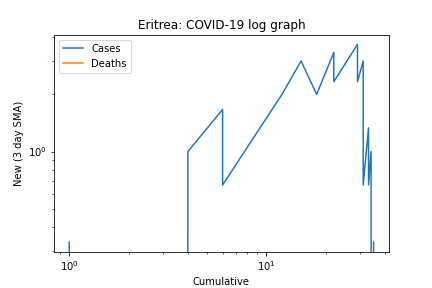 Eritrea: COVID-19 log graph
Cases
Deaths
New (3 day SMA)
10⁰
10⁰
10¹
Cumulative